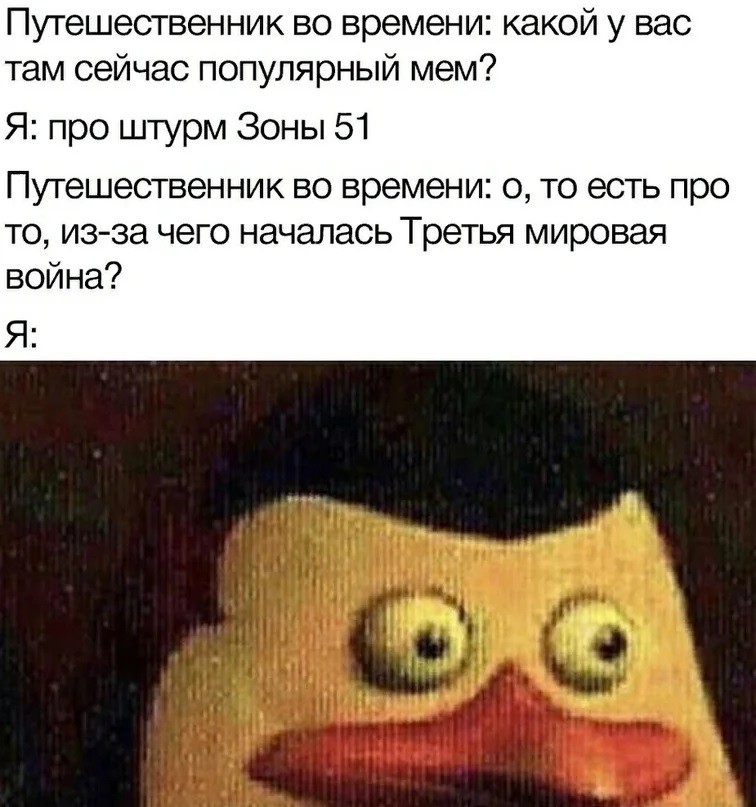 Путешественник во времени: какой у вас
там сейчас популярный мем?
Я: про штурм Зоны 51
Путешественник во времени: о, то есть про
то, из-за чего началась Третья мировая
война?
Я: